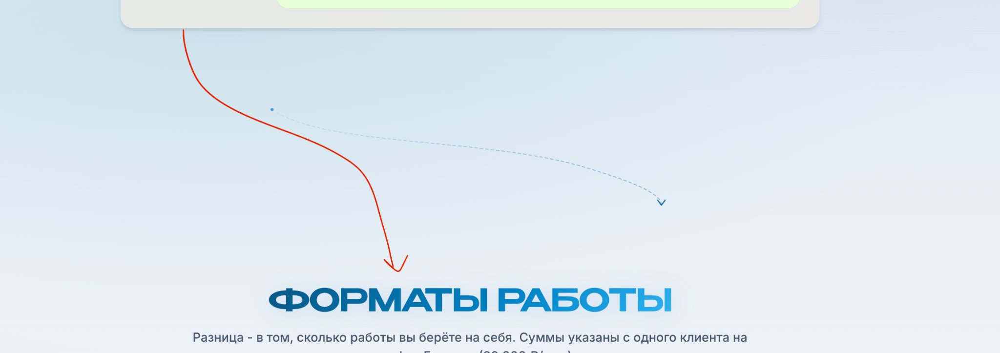 ФОРМАТЫ РАБОТЫ
Разница - в том, сколько работы вы берёте на себя. Суммы указаны с одного клиента на